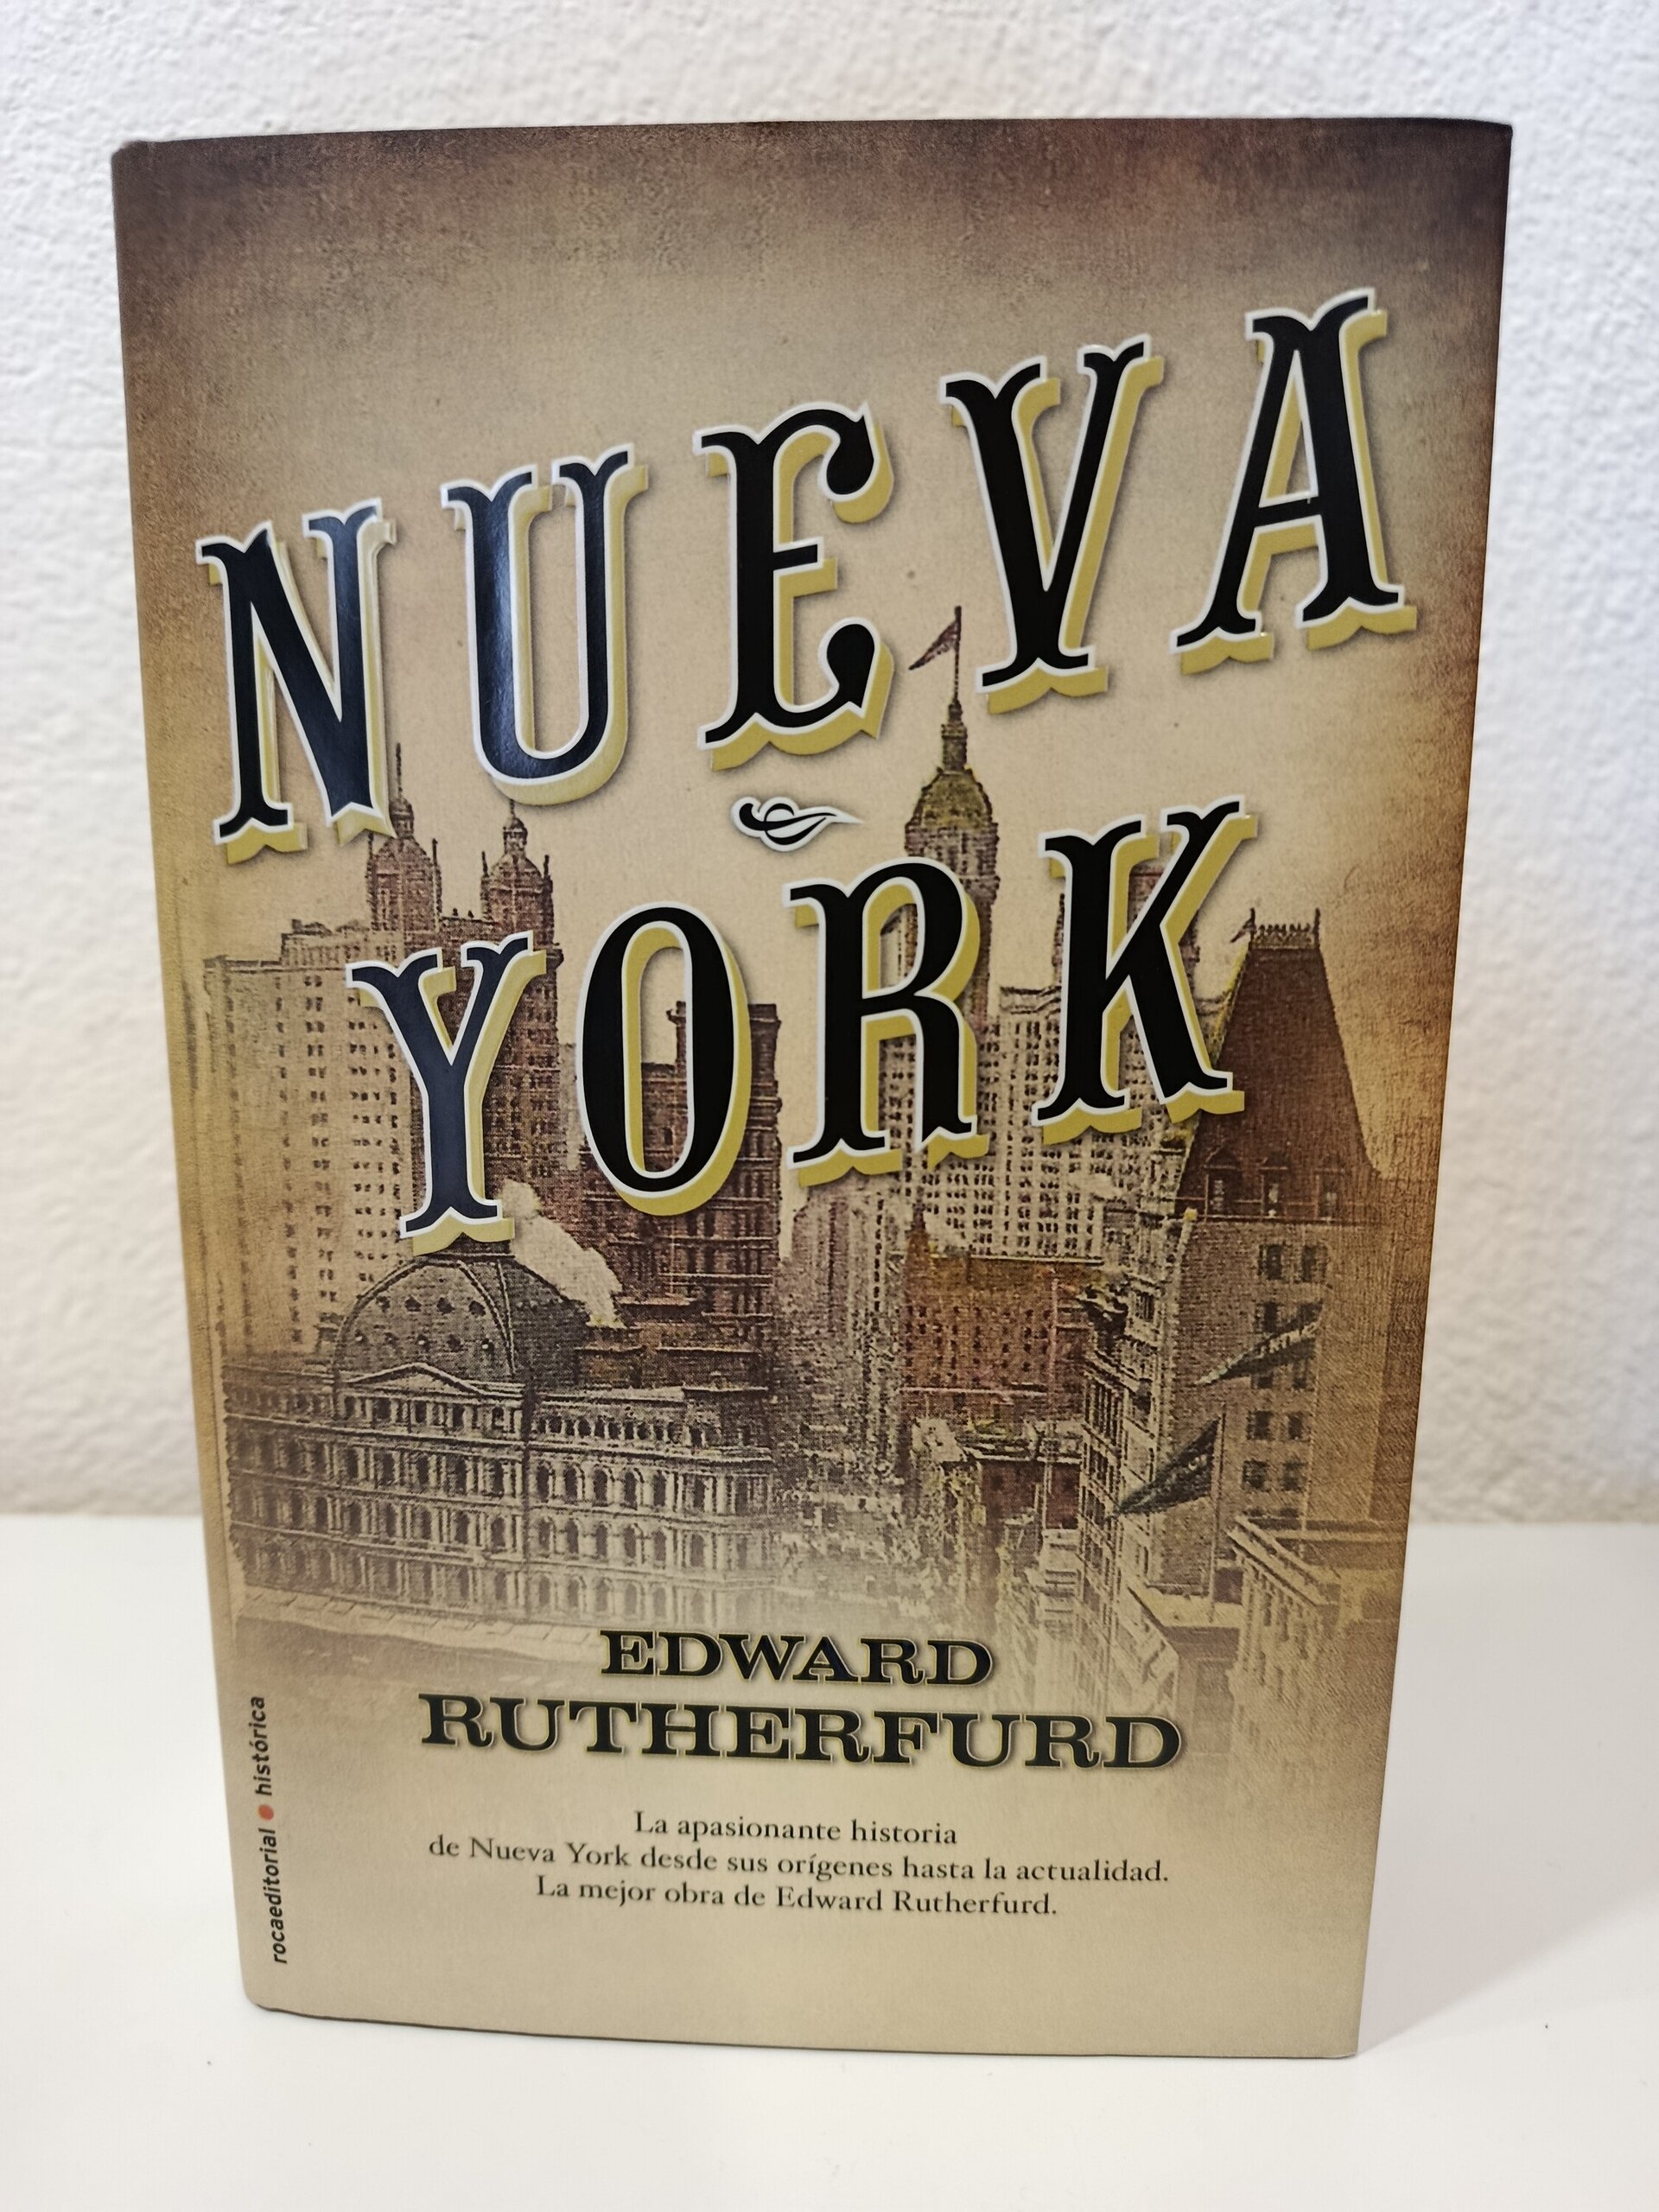 NUEVA
YORK
EDWARD
RUTHERFURD
La apasionante historia
de Nueva York desde sus orígenes hasta la actualidad.
La mejor obra de Edward Rutherfurd.
rocaeditorial ● histórica